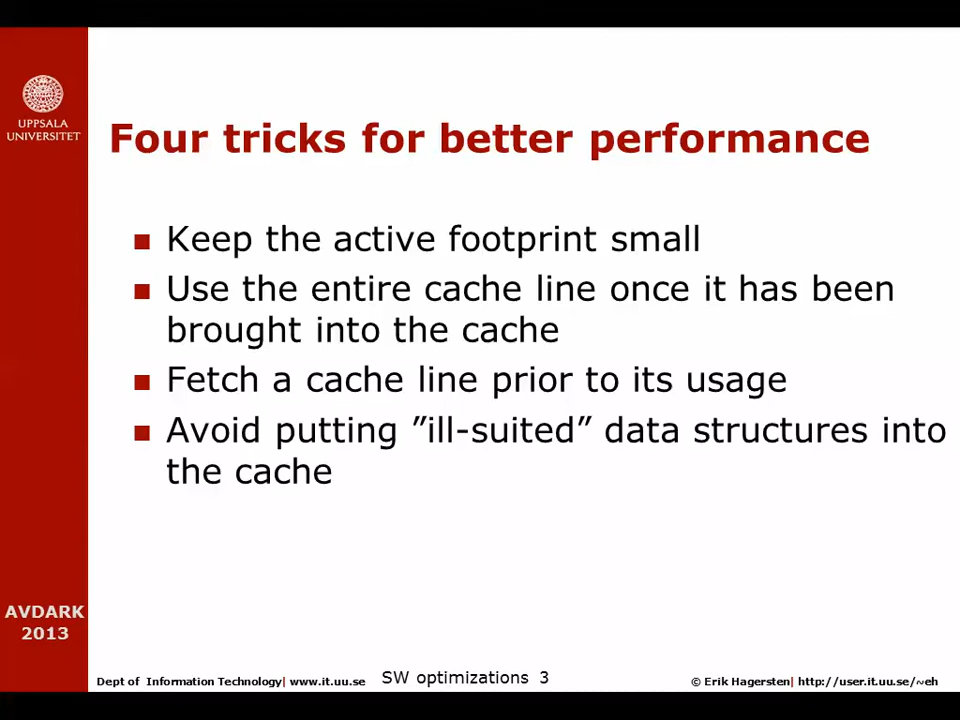 UPPSALA
UNIVERSITET
Four tricks for better performance
Keep the active footprint small
Use the entire cache line once it has been
brought into the cache
Fetch a cache line prior to its usage
Avoid putting ”ill-suited” data structures into
the cache
AVDARK
2013
Dept of Information Technology| www.it.uu.se
SW optimizations 3
© Erik Hagersten| http://user.it.uu.se/~eh